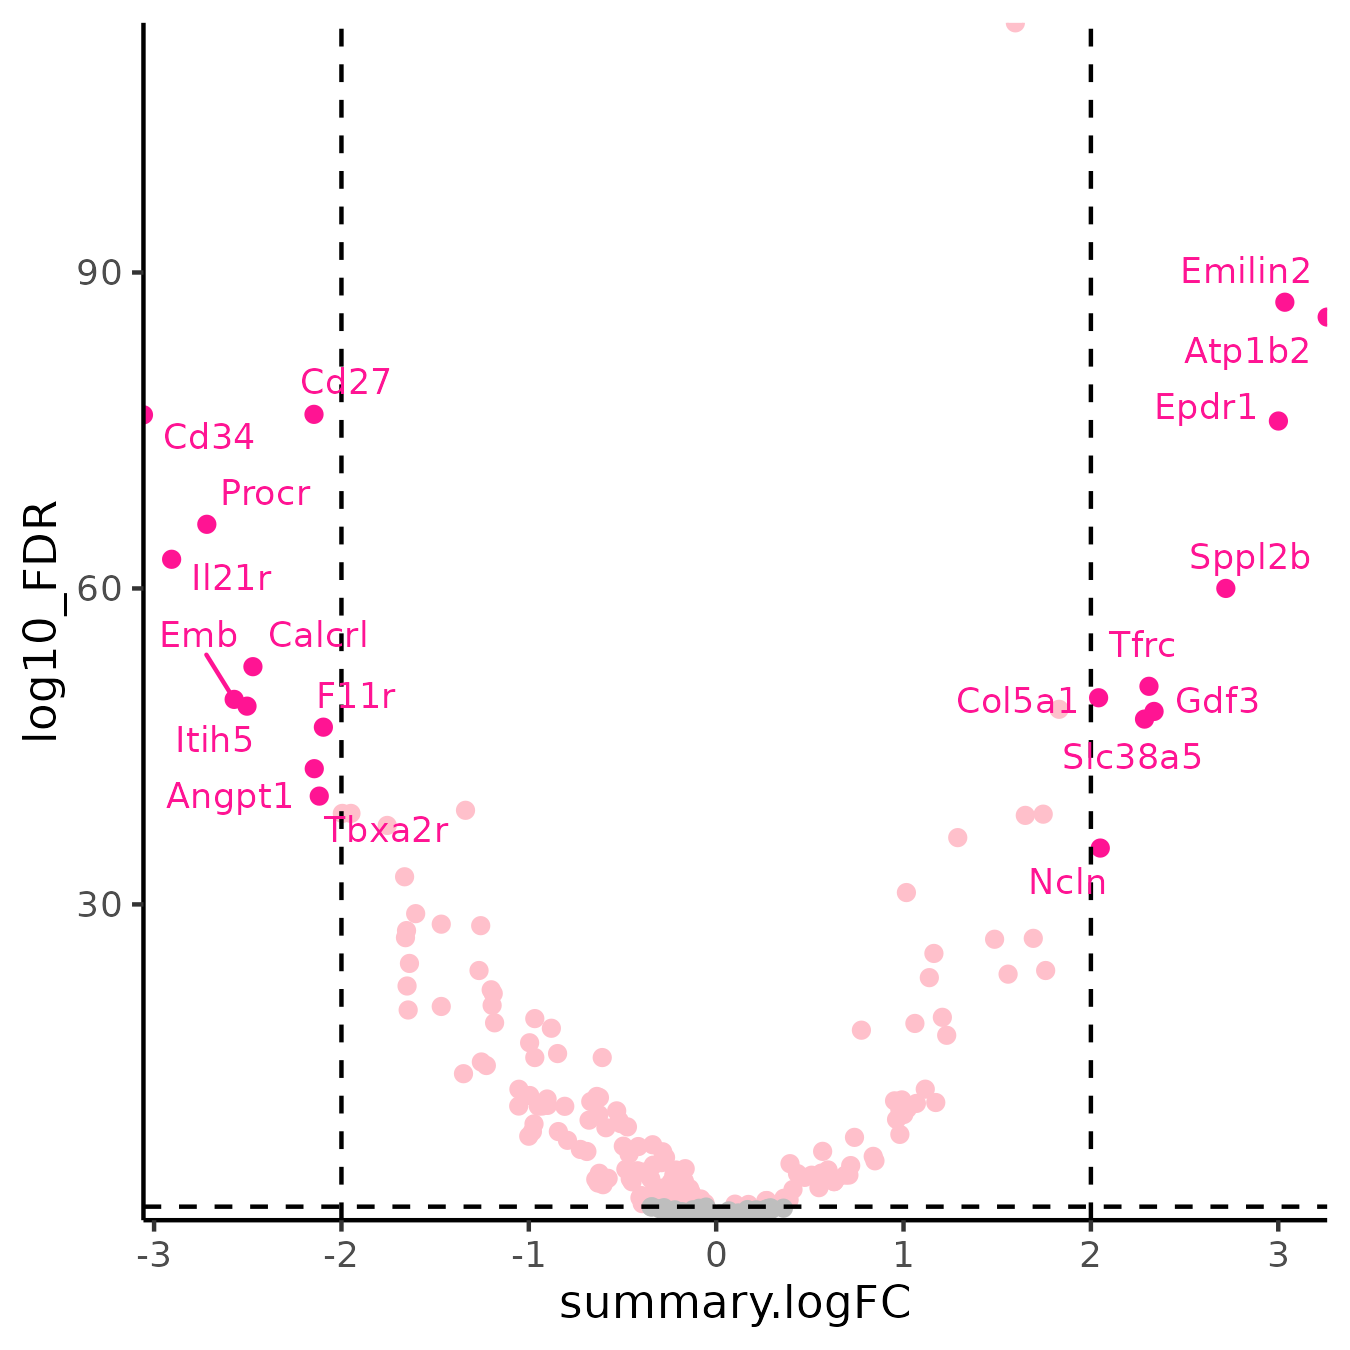 Emilin2
90
Atp1b2
Cd27
Epdr1
Cd34
Procr
Sppl2b
Il21r
60
log10_FDR
Emb
Calcrl
Tfrc
F11r
Col5a1
Gdf3
Itih5
Slc38a5
Angpt1
Tbxa2r
Ncln
30
-3
-2
-1
0
1
2
3
summary.logFC